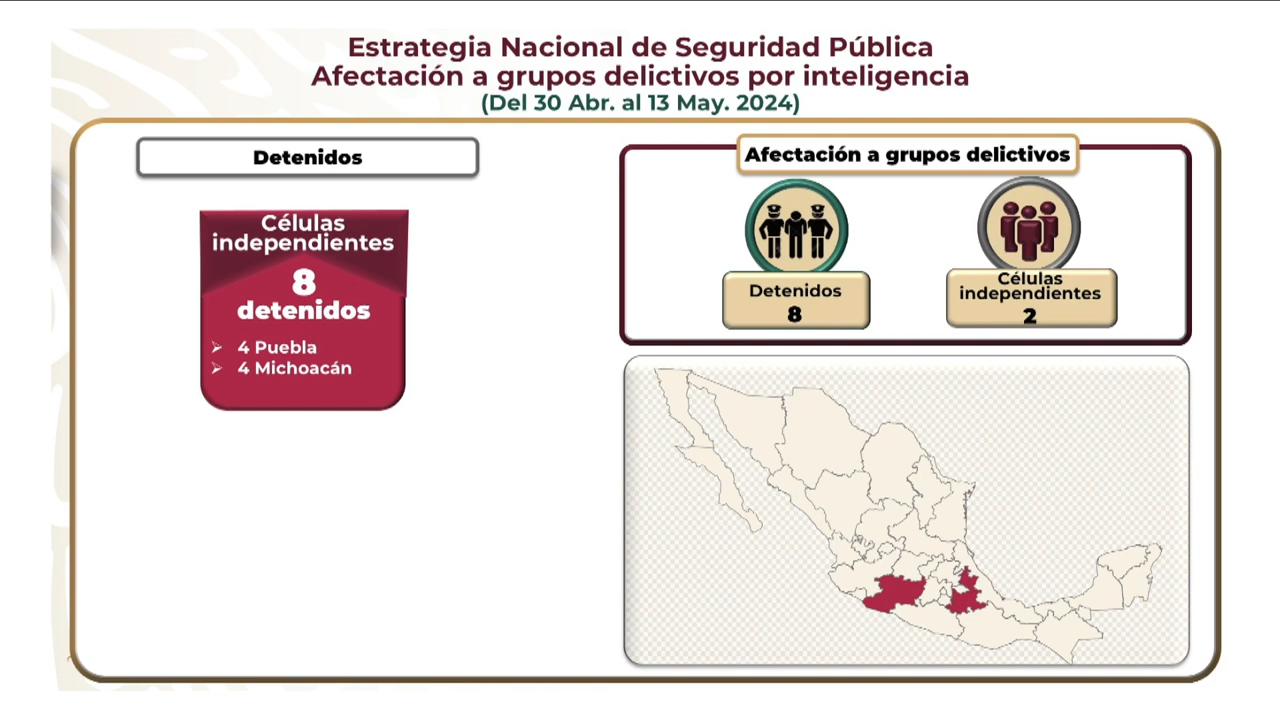 Estrategia Nacional de Seguridad Pública
Afectación a grupos delictivos por inteligencia
(Del 30 Abr. al 13 May. 2024)
Detenidos
Células
independientes
8
detenidos
4 Puebla
4 Michoacán
Afectación a grupos delictivos
Detenidos
8
Células
independientes
2